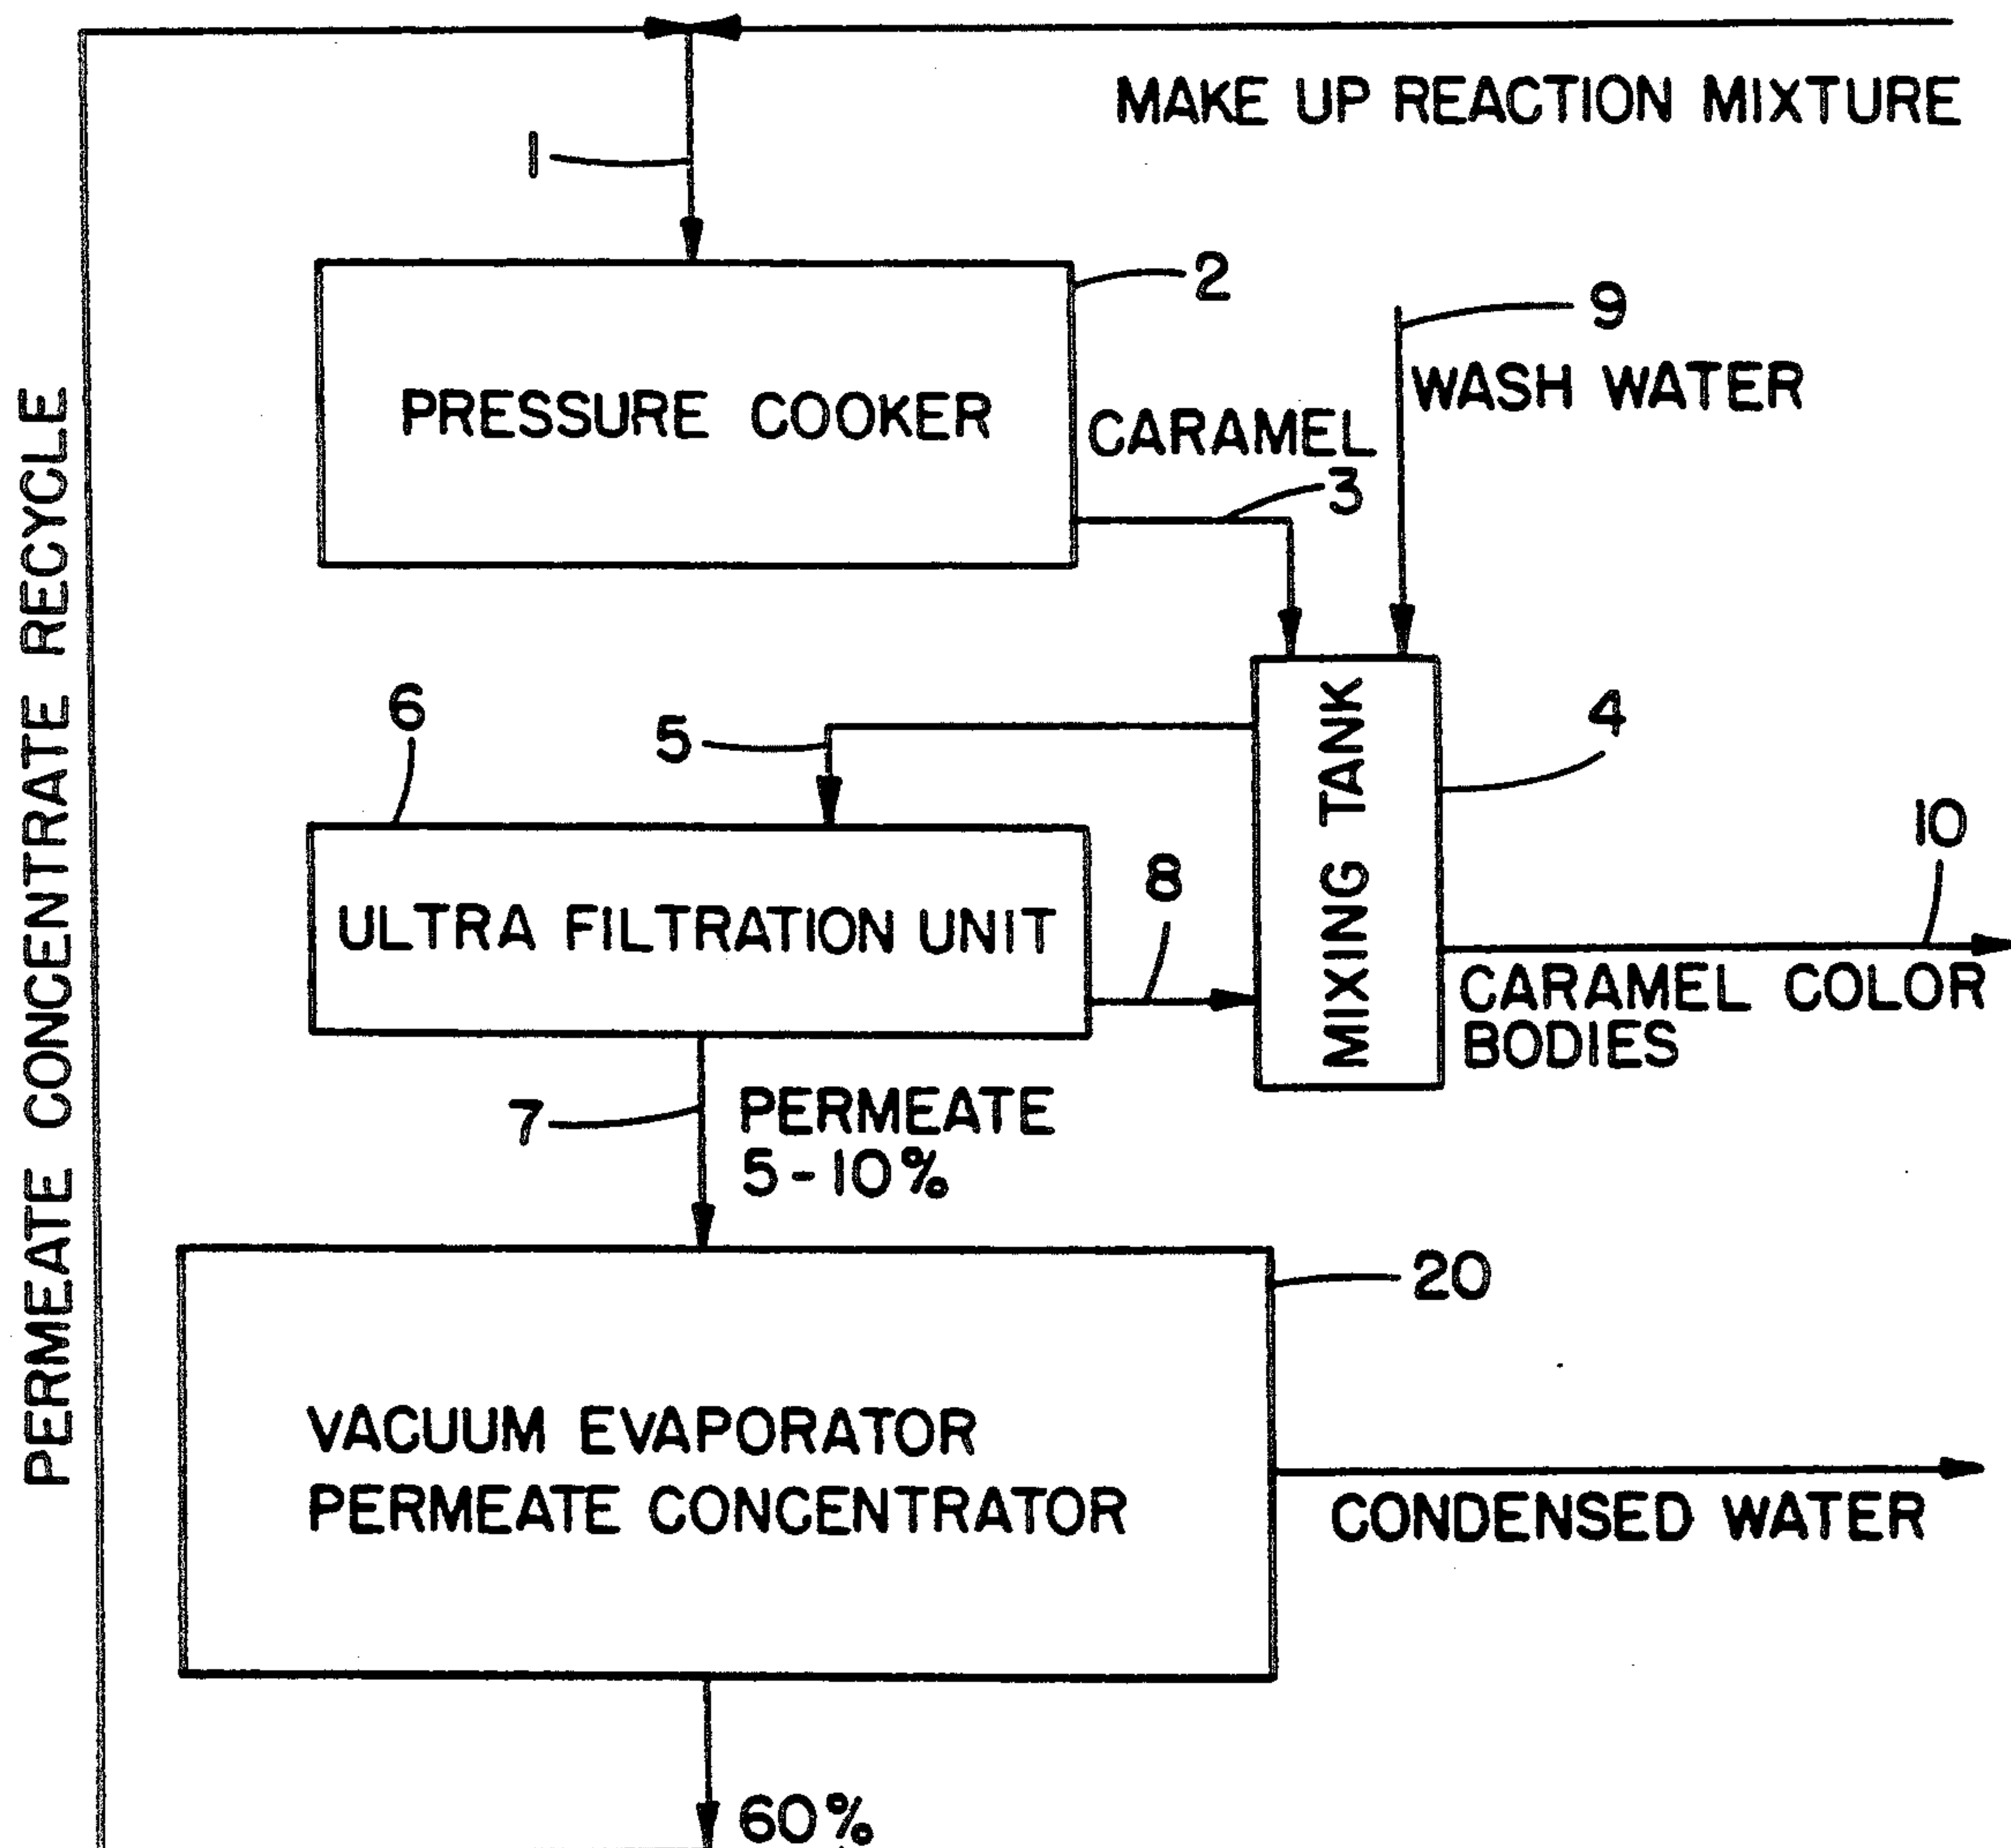 MAKE UP REACTION MIXTURE
1
2
PRESSURE COOKER
CARAMEL
3
9
WASH WATER
PERMEATE CONCENTRATE RECYCLE
6
5
MIXING TANK
4
ULTRA FILTRATION UNIT
8
10
CARAMEL COLOR
BODIES
7
PERMEATE
5-10%
20
VACUUM EVAPORATOR
PERMEATE CONCENTRATOR
CONDENSED WATER
60%